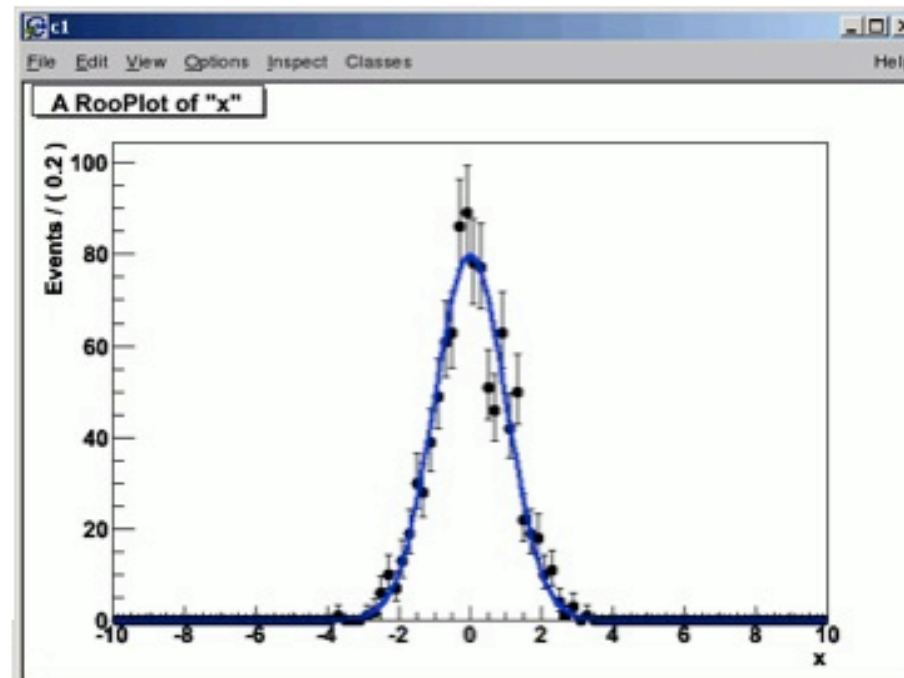 c1
File Edit View Options Inspect Classes Help
A RooPlot of "x"
Events / ( 0.2 )
100
80
60
40
20
0
-10 -8 -6 -4 -2 0 2 4 6 8 10
x